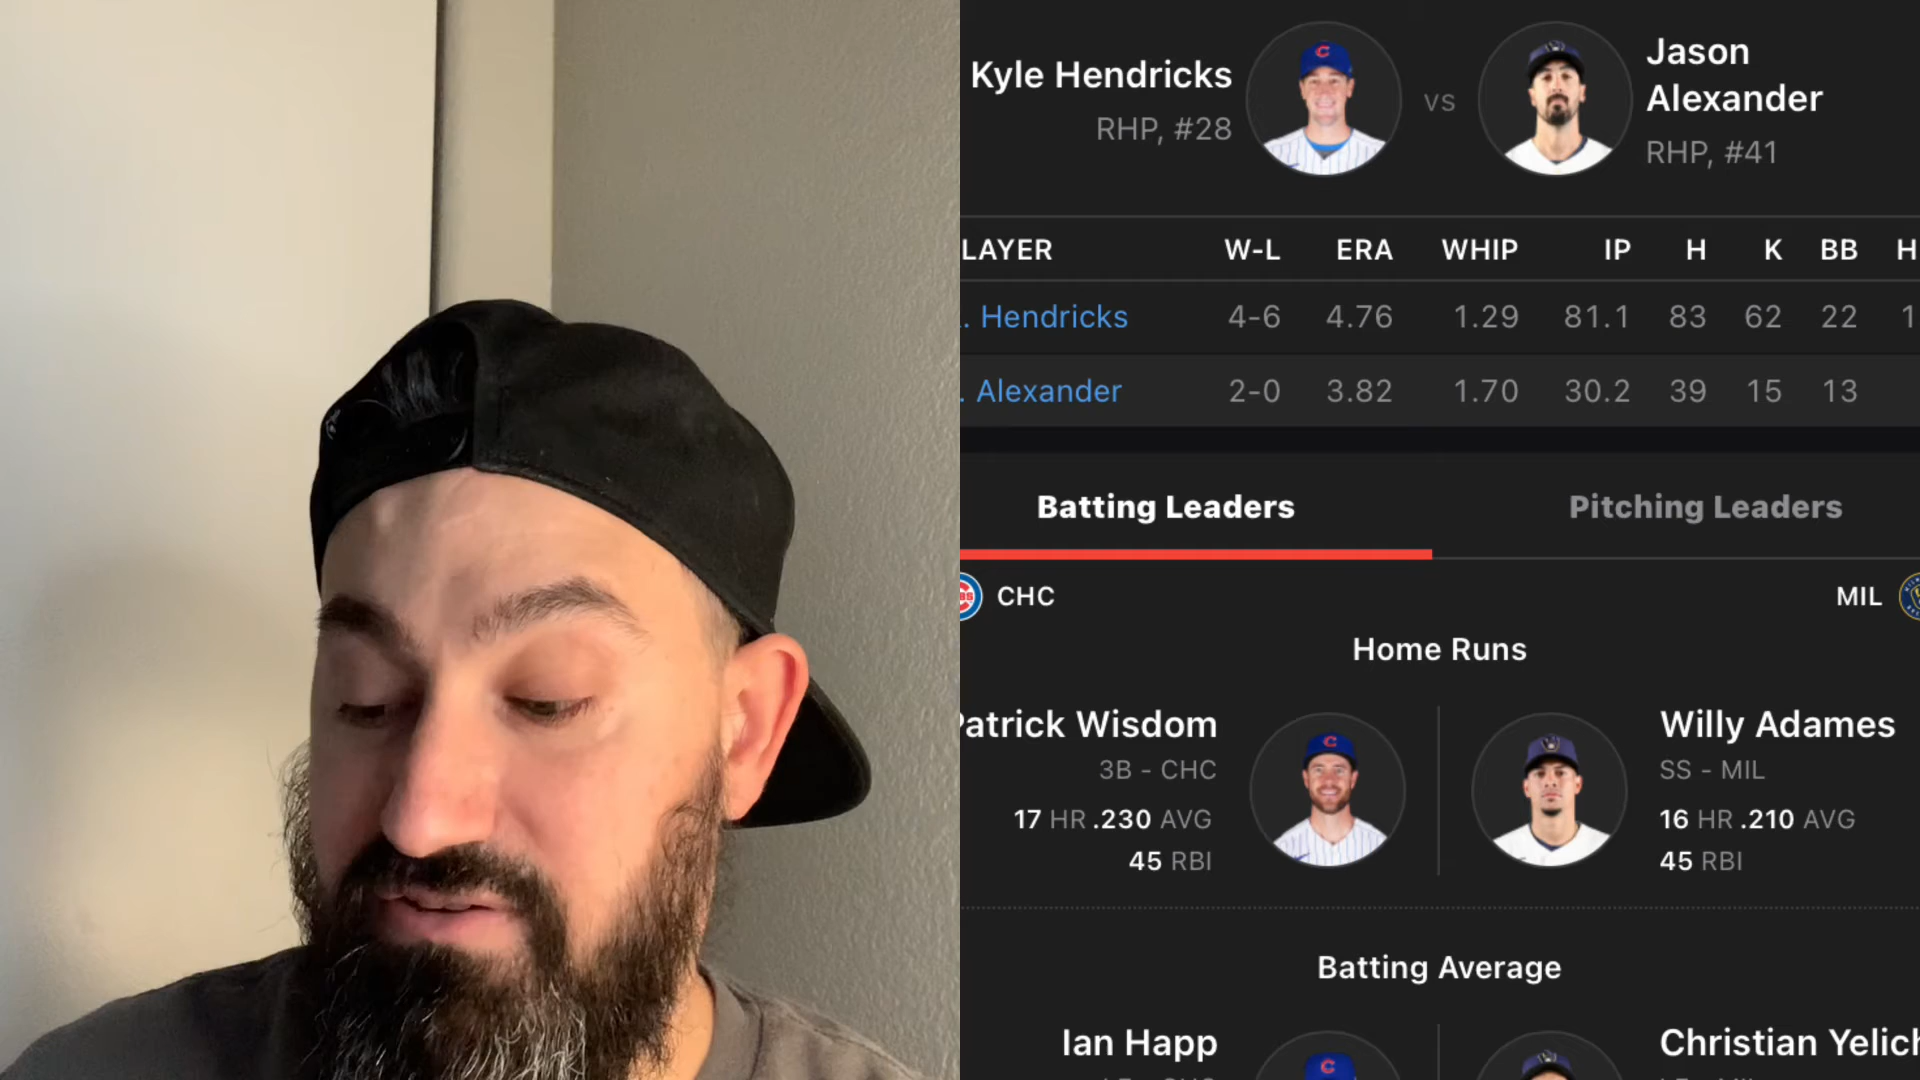 Kyle Hendricks
RHP, #28
vs
Jason
Alexander
RHP, #41
LAYER W-L ERA WHIP IP H K BB H
. Hendricks 4-6 4.76 1.29 81.1 83 62 22 1
. Alexander 2-0 3.82 1.70 30.2 39 15 13
Batting Leaders Pitching Leaders
CHC MIL
Home Runs
Patrick Wisdom
3B - CHC
17 HR .230 AVG
45 RBI
Willy Adames
SS - MIL
16 HR .210 AVG
45 RBI
Batting Average
Ian Happ
Christian Yelich